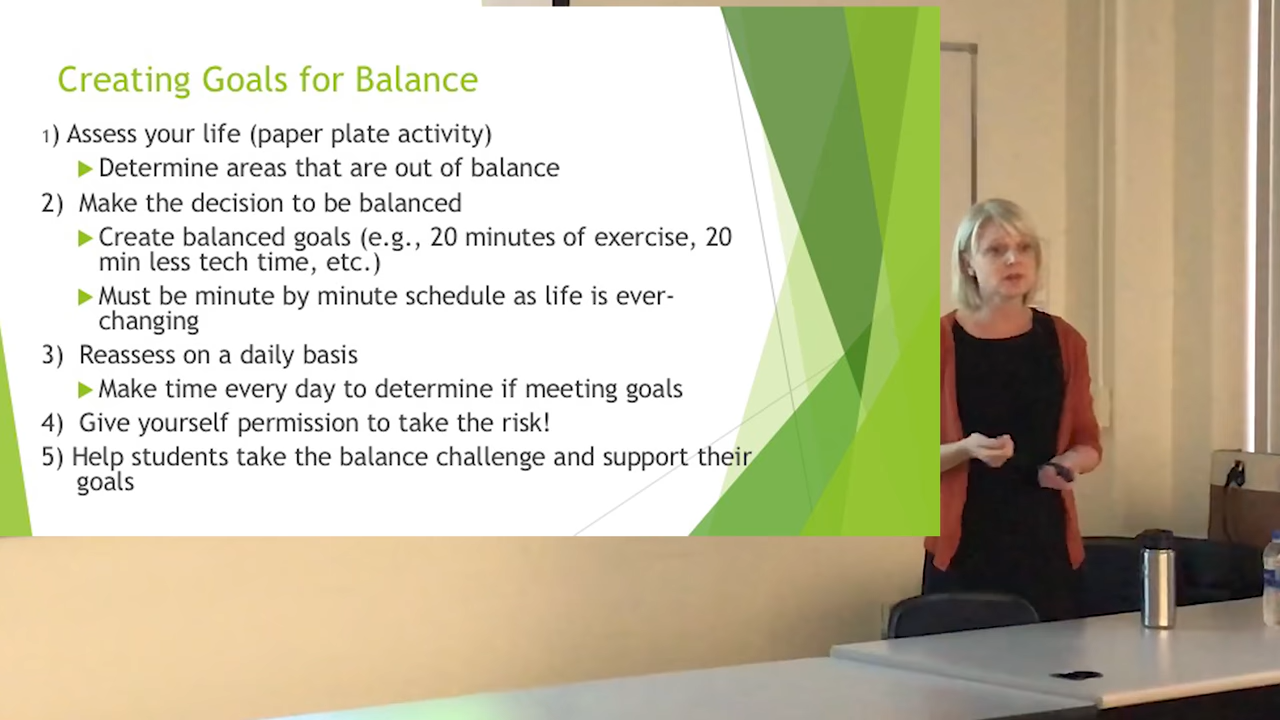 Creating Goals for Balance
1) Assess your life (paper plate activity)
Determine areas that are out of balance
2) Make the decision to be balanced
Create balanced goals (e.g., 20 minutes of exercise, 20
min less tech time, etc.)
Must be minute by minute schedule as life is ever-
changing
3) Reassess on a daily basis
Make time every day to determine if meeting goals
4) Give yourself permission to take the risk!
5) Help students take the balance challenge and support their
goals